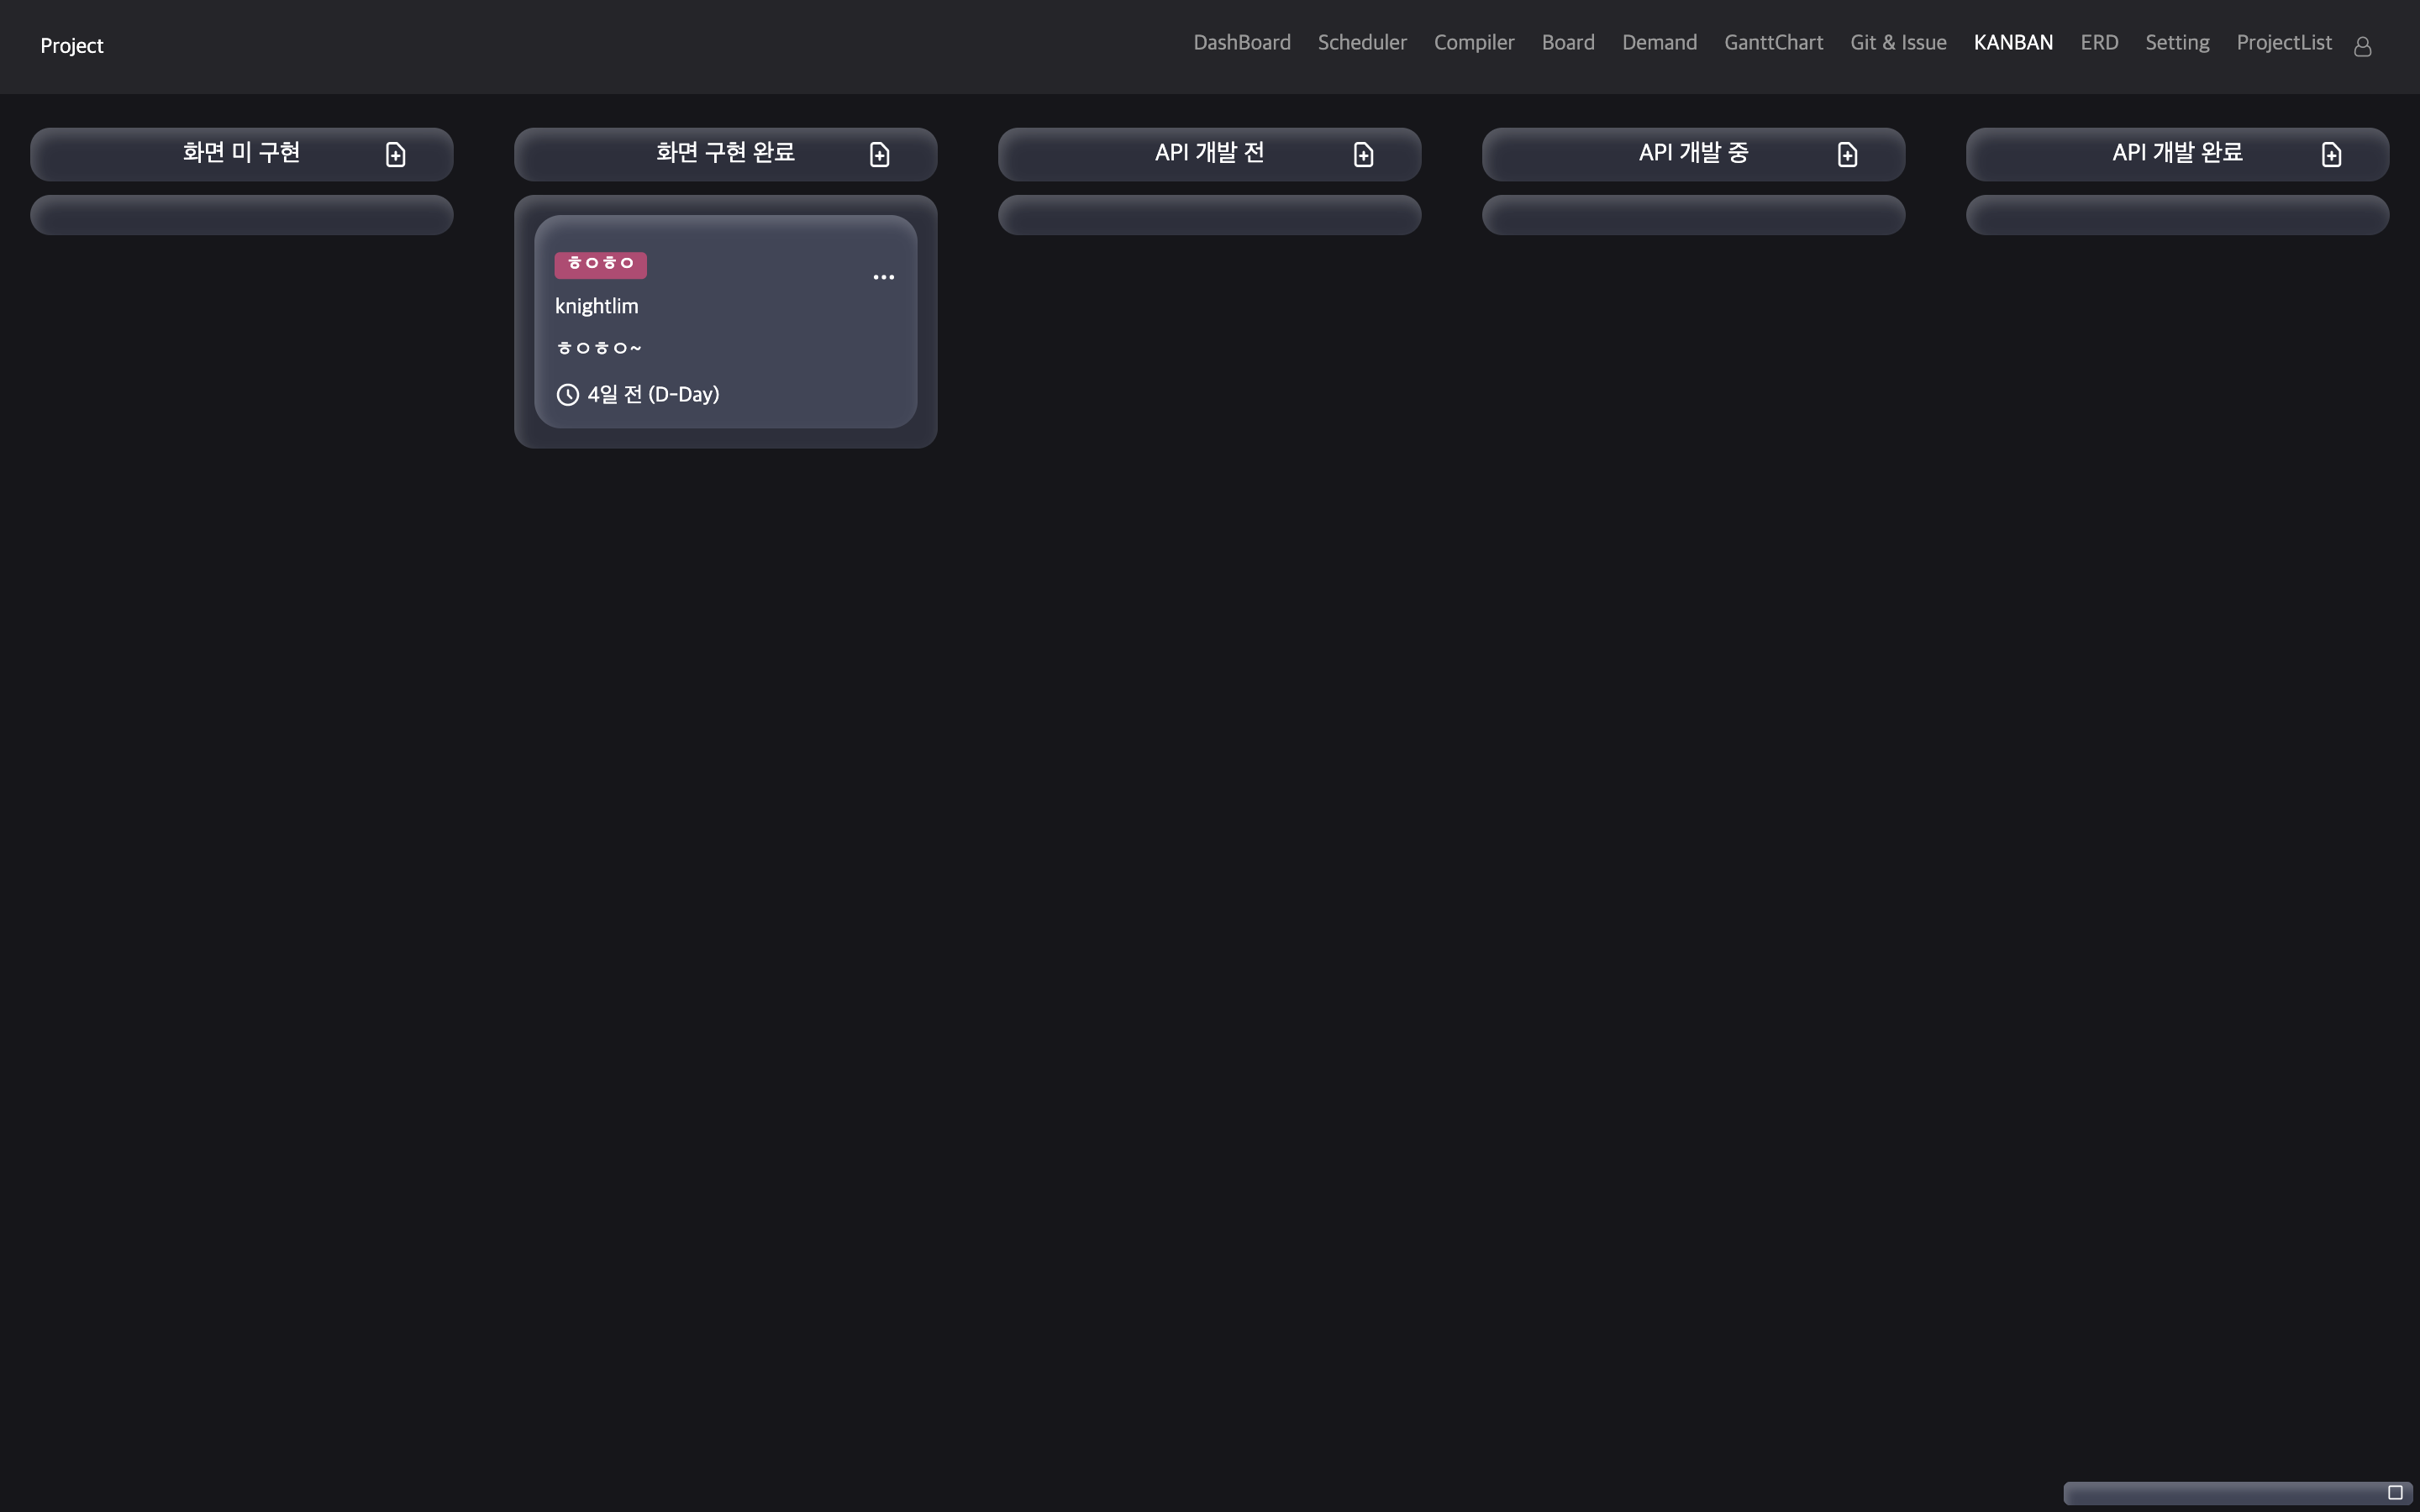 Project
DashBoard Scheduler Compiler Board Demand GanttChart Git & Issue KANBAN ERD Setting ProjectList
화면 미 구현
화면 구현 완료
API 개발 전
API 개발 중
API 개발 완료
ㅎㅇㅎㅇ
knightlim
ㅎㅇㅎㅇ~
4일 전 (D-Day)